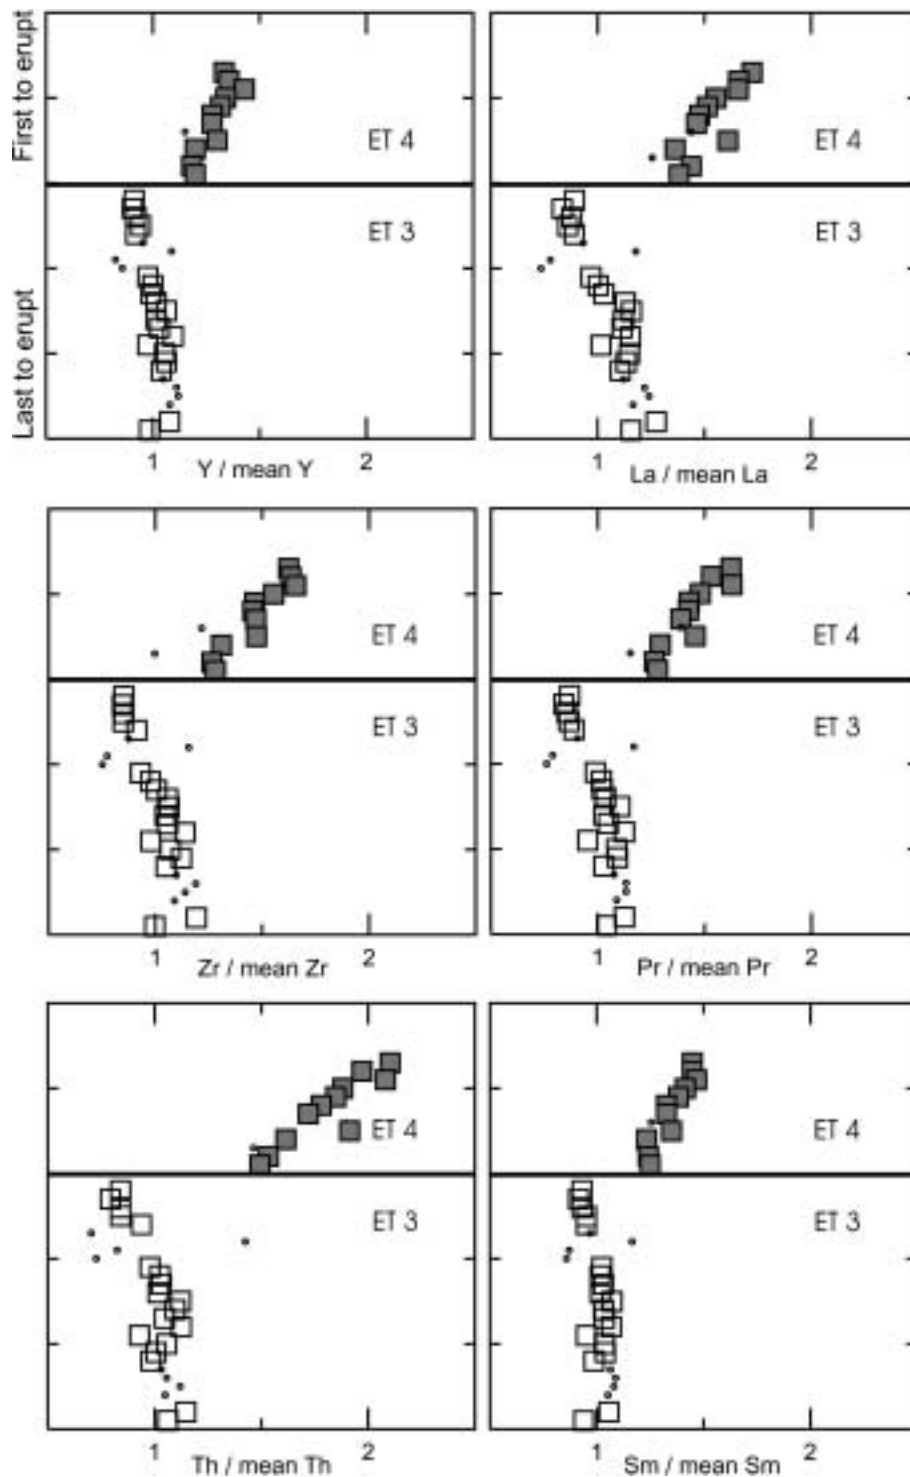 First to erupt
Last to erupt
ET 4
ET 4
ET 3
ET 3
1
2
1
2
Y / mean Y
La / mean La
ET 4
ET 4
ET 3
ET 3
1
2
1
2
Zr / mean Zr
Pr / mean Pr
ET 4
ET 4
ET 3
ET 3
1
2
1
2
Th / mean Th
Sm / mean Sm